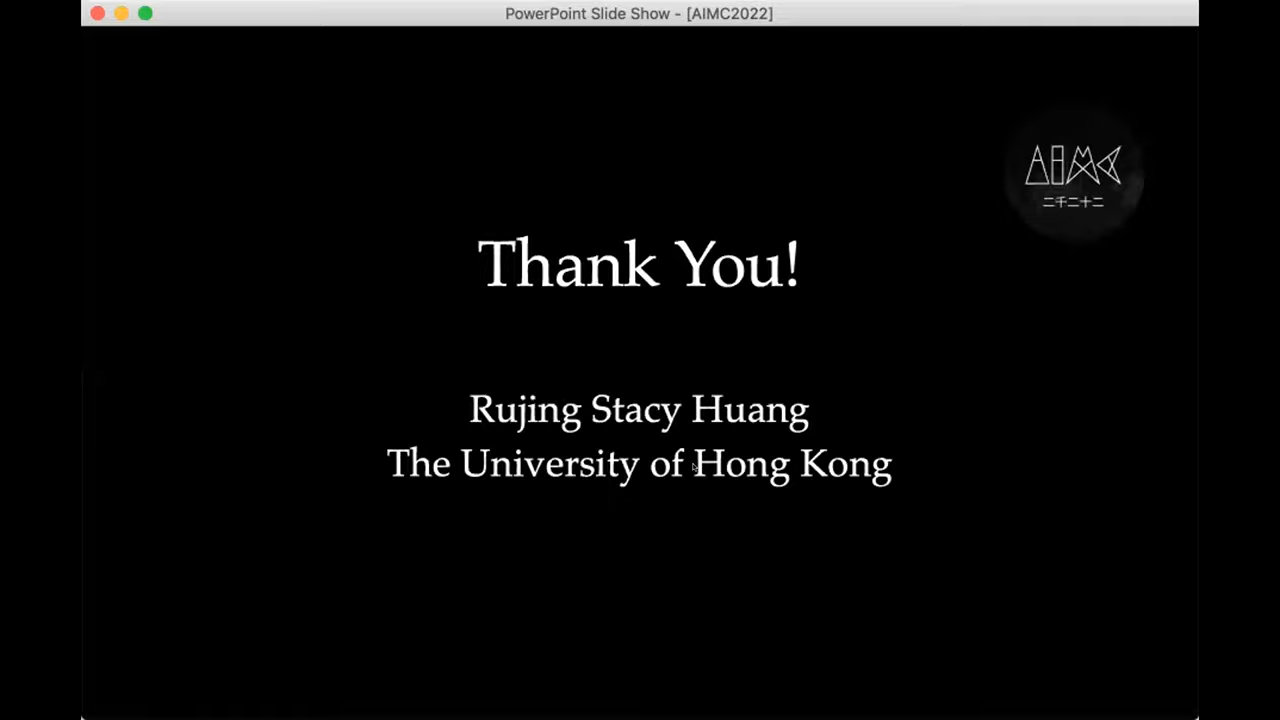 PowerPoint Slide Show - [AIMC2022]
AIMC
二千二十二
Thank You!
Rujing Stacy Huang
The University of Hong Kong